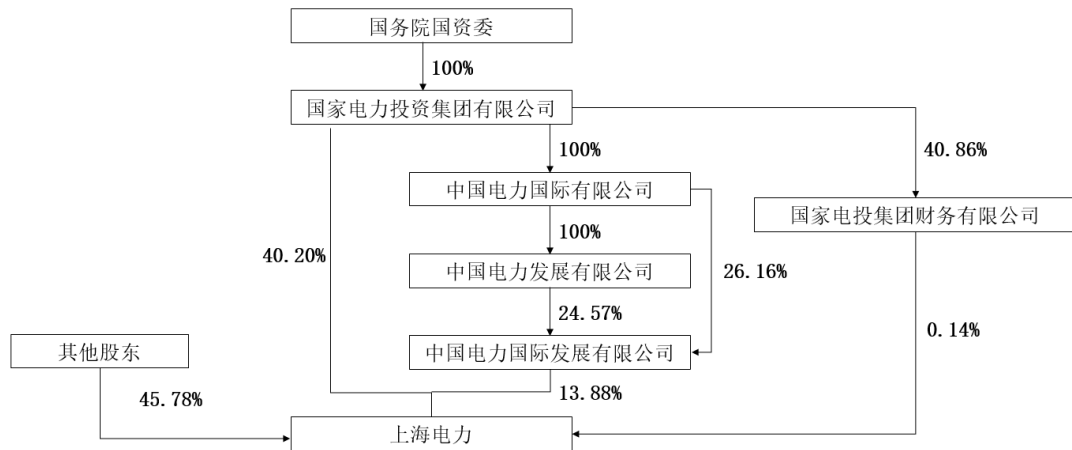 国务院国资委
100%
国家电力投资集团有限公司
100%
40.86%
中国电力国际有限公司
国家电投集团财务有限公司
100%
40.20%
26.16%
中国电力发展有限公司
24.57%
0.14%
其他股东
中国电力国际发展有限公司
45.78%
13.88%
上海电力